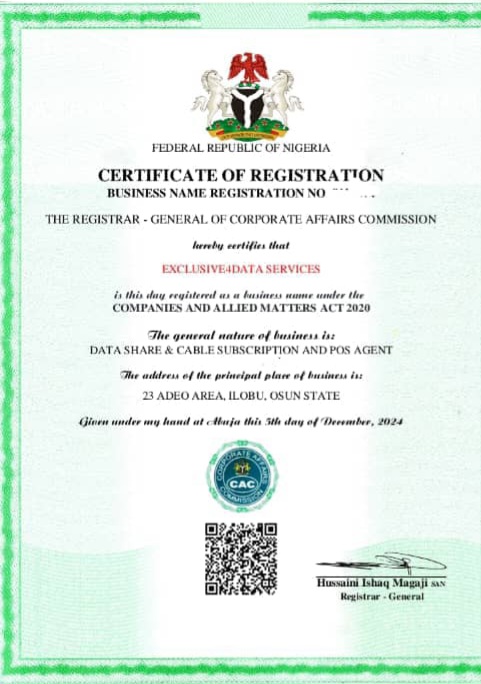 FEDERAL REPUBLIC OF NIGERIA
CERTIFICATE OF REGISTRATION
BUSINESS NAME REGISTRATION NO
THE REGISTRAR - GENERAL OF CORPORATE AFFAIRS COMMISSION
hereby certifies that
EXCLUSIVE4DATA SERVICES
is this day registered as a business name under the
COMPANIES AND ALLIED MATTERS ACT 2020
The general nature of business is:
DATA SHARE & CABLE SUBSCRIPTION AND POS AGENT
The address of the principal place of business is:
23 ADEO AREA, ILOBU, OSUN STATE
Given under my hand at Abuja this 5th day of December, 2024
CORPORATE AFFAIRS
CAC
COMMISSION
Hussaini Ishaq Magaji SAN
Registrar - General